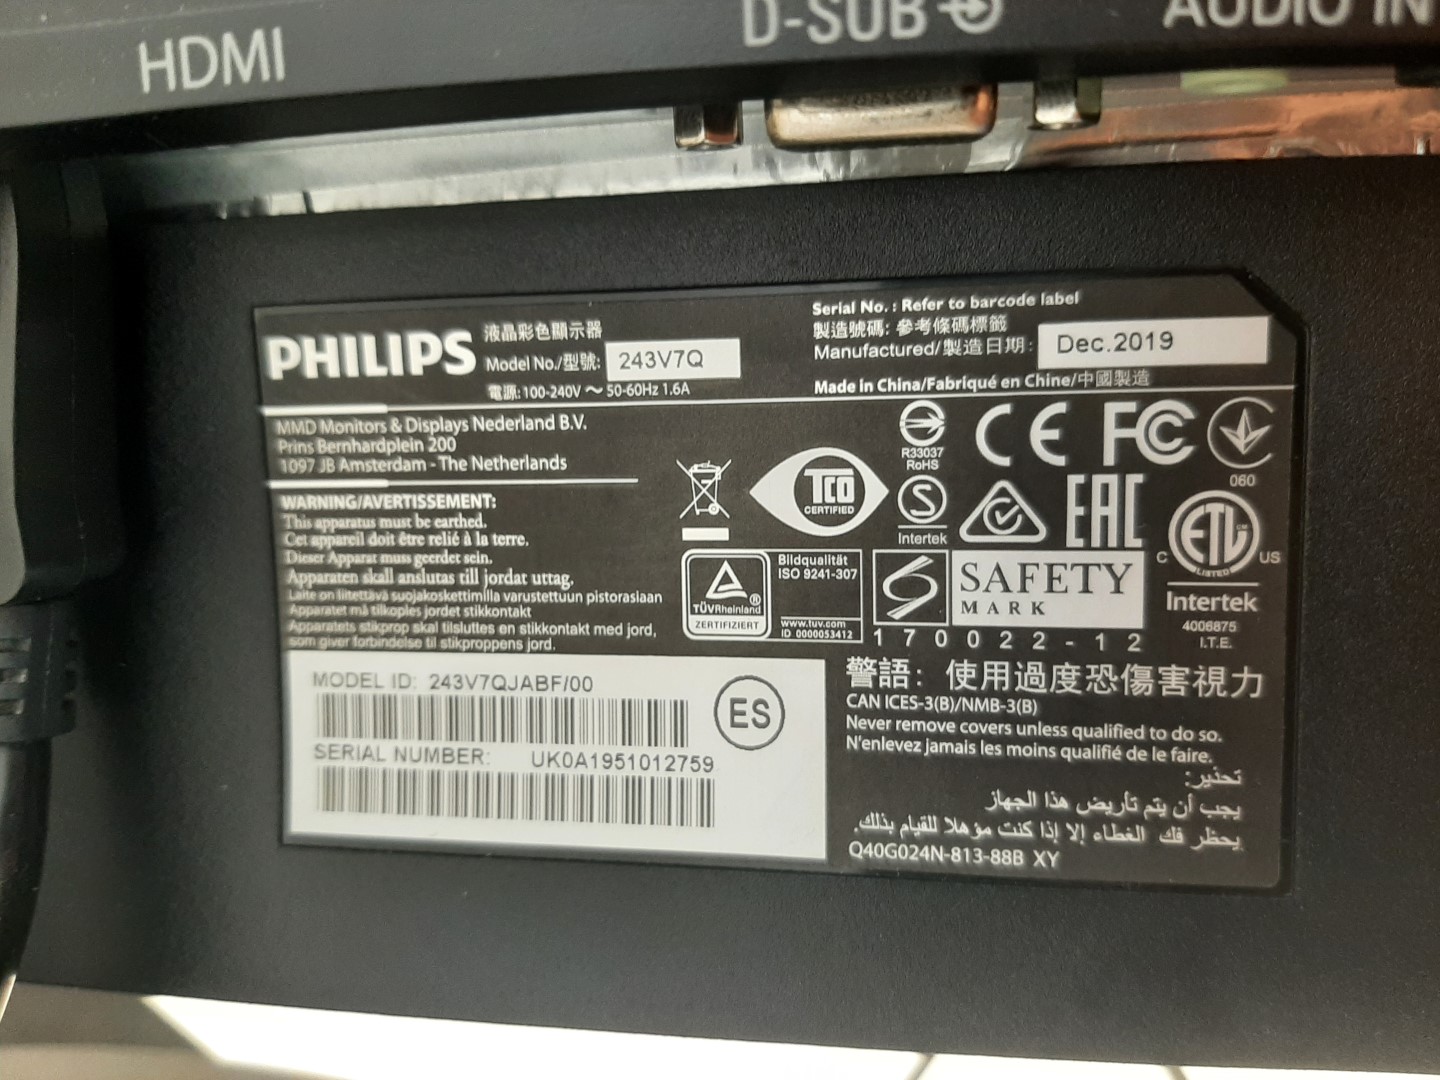 HDMI
D-SUB
AUDIO IN
PHILIPS
液晶彩色顯示器
Model No./型號: 243V7Q
電源: 100-240V ～ 50-60Hz 1.6A
Serial No. : Refer to barcode label
製造號碼: 參考條碼標籤
Manufactured/製造日期: Dec.2019
Made in China/Fabriqué en Chine/中國製造
MMD Monitors & Displays Nederland B.V.
Prins Bernhardplein 200
1097 JB Amsterdam - The Netherlands
WARNING/AVERTISSEMENT:
This apparatus must be earthed.
Cet appareil doit être relié à la terre.
Dieser Apparat muss geerdet sein.
Apparaten skall anslutas till jordat uttag.
Laite on liitettävä suojakoskettimilla varustettuun pistorasiaan
Apparatet må tilkoples jordet stikkontakt
Apparatets stikprop skal tilsluttes en stikkontakt med jord,
som giver forbindelse til stikproppens jord.
TCO
CERTIFIED
R33037
RoHS
CE
FC
060
S
Intertek
EAC
ETL
LISTED
C US
Intertek
4006875
I.T.E.
TÜVRheinland
ZERTIFIZIERT
Bildqualität
ISO 9241-307
www.tuv.com
ID 0000053412
SAFETY
MARK
170022-12
MODEL ID: 243V7QJABF/00
ES
SERIAL NUMBER: UK0A1951012759
警語: 使用過度恐傷害視力
CAN ICES-3(B)/NMB-3(B)
Never remove covers unless qualified to do so.
N'enlevez jamais les moins qualifié de le faire.
تحذير:
يجب أن يتم تأريض هذا الجهاز
يحظر فك الغطاء إلا إذا كنت مؤهلا للقيام بذلك.
Q40G024N-813-88B XY